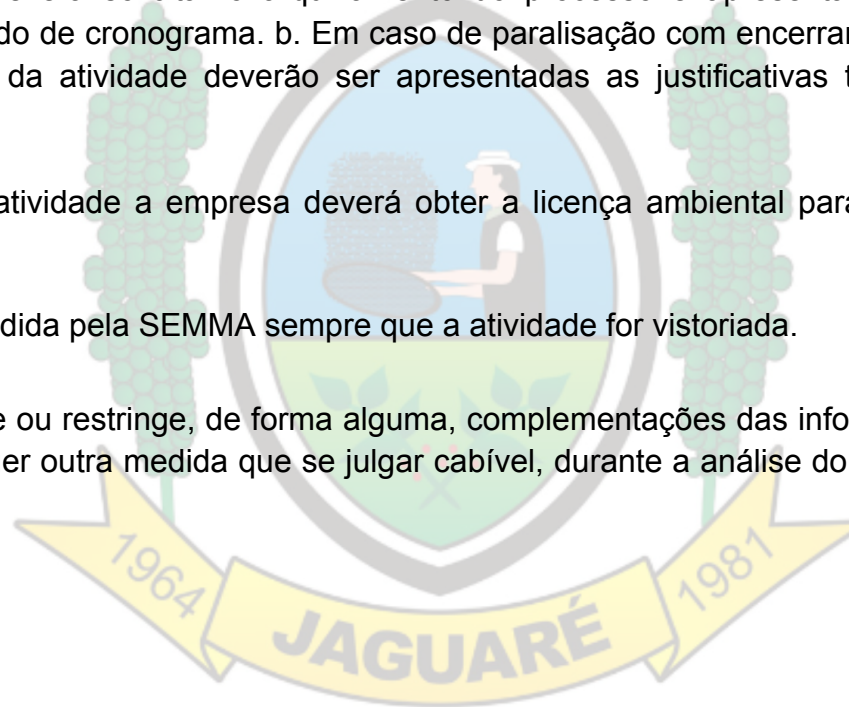 do de cronograma. b. Em caso de paralisação com encerra
da atividade deverão ser apresentadas as justificativas
atividade a empresa deverá obter a licença ambiental para
dida pela SEMMA sempre que a atividade for vistoriada.
e ou restringe, de forma alguma, complementações das info
er outra medida que se julgar cabível, durante a análise do
1964
JAGUARÉ
1981